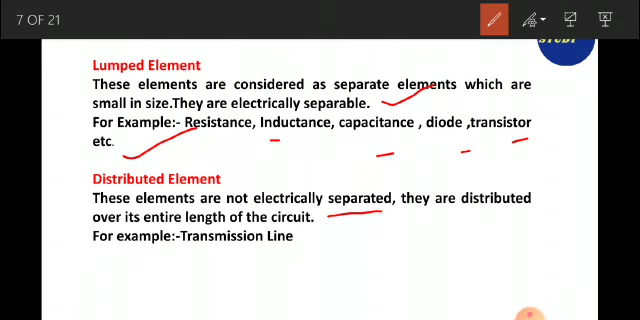 7 OF 21
STUDY
Lumped Element
These elements are considered as separate elements which are
small in size.They are electrically separable.
For Example:- Resistance, Inductance, capacitance , diode ,transistor
etc.
Distributed Element
These elements are not electrically separated, they are distributed
over its entire length of the circuit.
For example:-Transmission Line